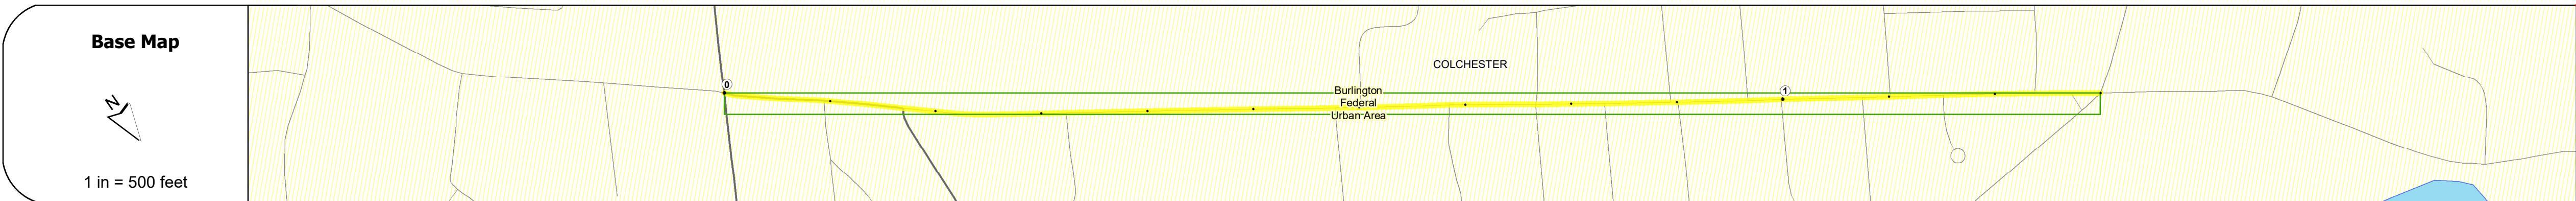 Base Map
N
1 in = 500 feet
0
COLCHESTER
Burlington
Federal
Urban Area
1